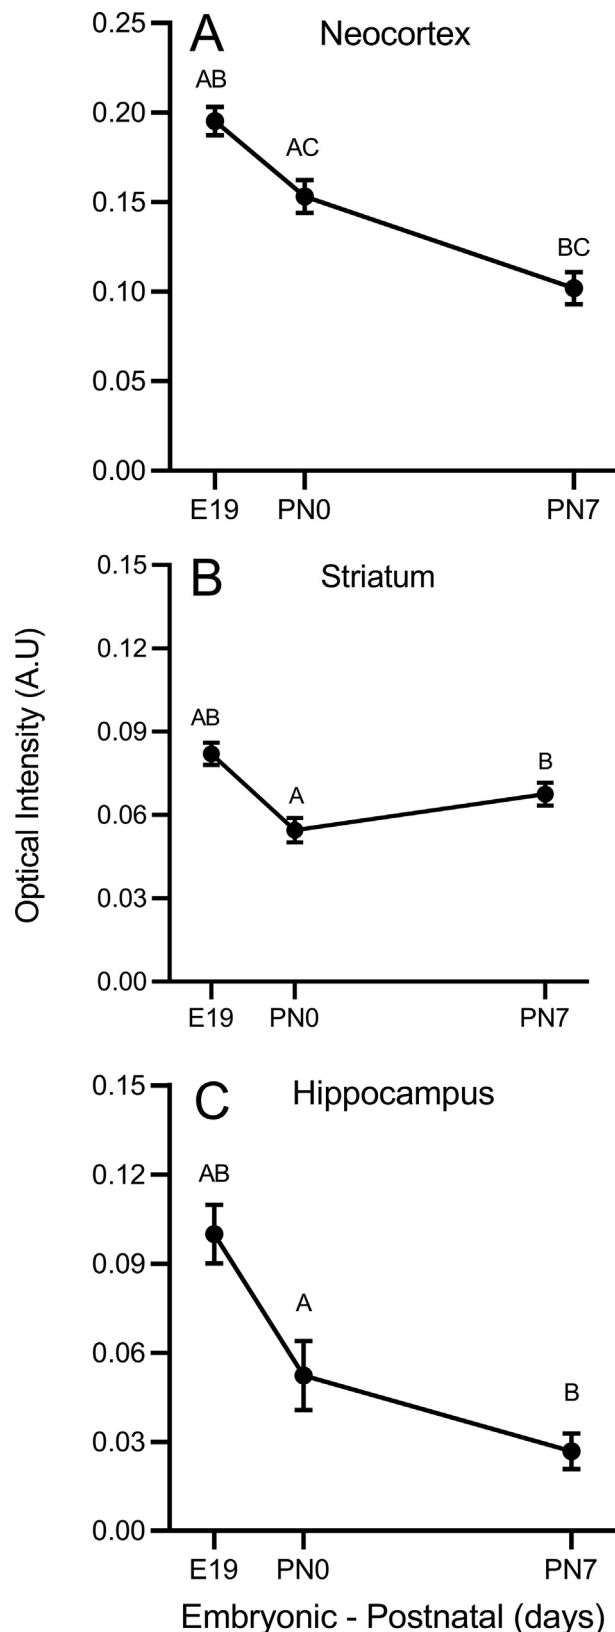 A Neocortex
0.25
AB
0.20
AC
0.15
BC
0.10
0.05
0.00
E19 PN0 PN7
B Striatum
0.15
0.12
AB
0.09
B
A
0.06
0.03
0.00
E19 PN0 PN7
Optical Intensity (A.U)
C Hippocampus
0.15
0.12
AB
0.09
A
0.06
B
0.03
0.00
E19 PN0 PN7
Embryonic - Postnatal (days)